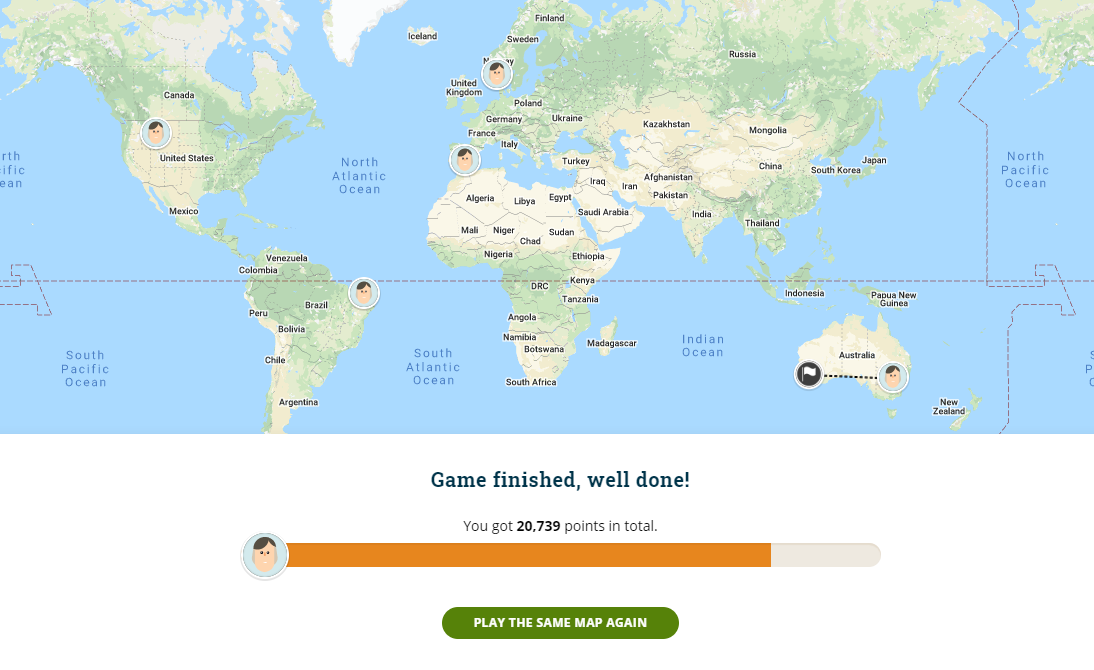 Finland
Iceland
Sweden
Russia
United
Kingdom
Canada
Poland
Germany
Ukraine
Kazakhstan
Mongolia
France
Italy
North
Atlantic
Ocean
United States
Turkey
China
Japan
South Korea
North
Pacific
Ocean
rth
ific
ean
Afghanistan
Iraq
Iran
Pakistan
Algeria
Libya
Egypt
Saudi Arabia
Mexico
India
Thailand
Mali
Niger
Chad
Sudan
Nigeria
Ethiopia
Venezuela
Colombia
Kenya
DRC
Indonesia
Papua New
Guinea
Tanzania
Brazil
Peru
Angola
Bolivia
Namibia
Botswana
Madagascar
Indian
Ocean
South
Pacific
Ocean
Chile
South
Atlantic
Ocean
Australia
S
P
O
South Africa
Argentina
New
Zealand
Game finished, well done!
You got 20,739 points in total.
PLAY THE SAME MAP AGAIN